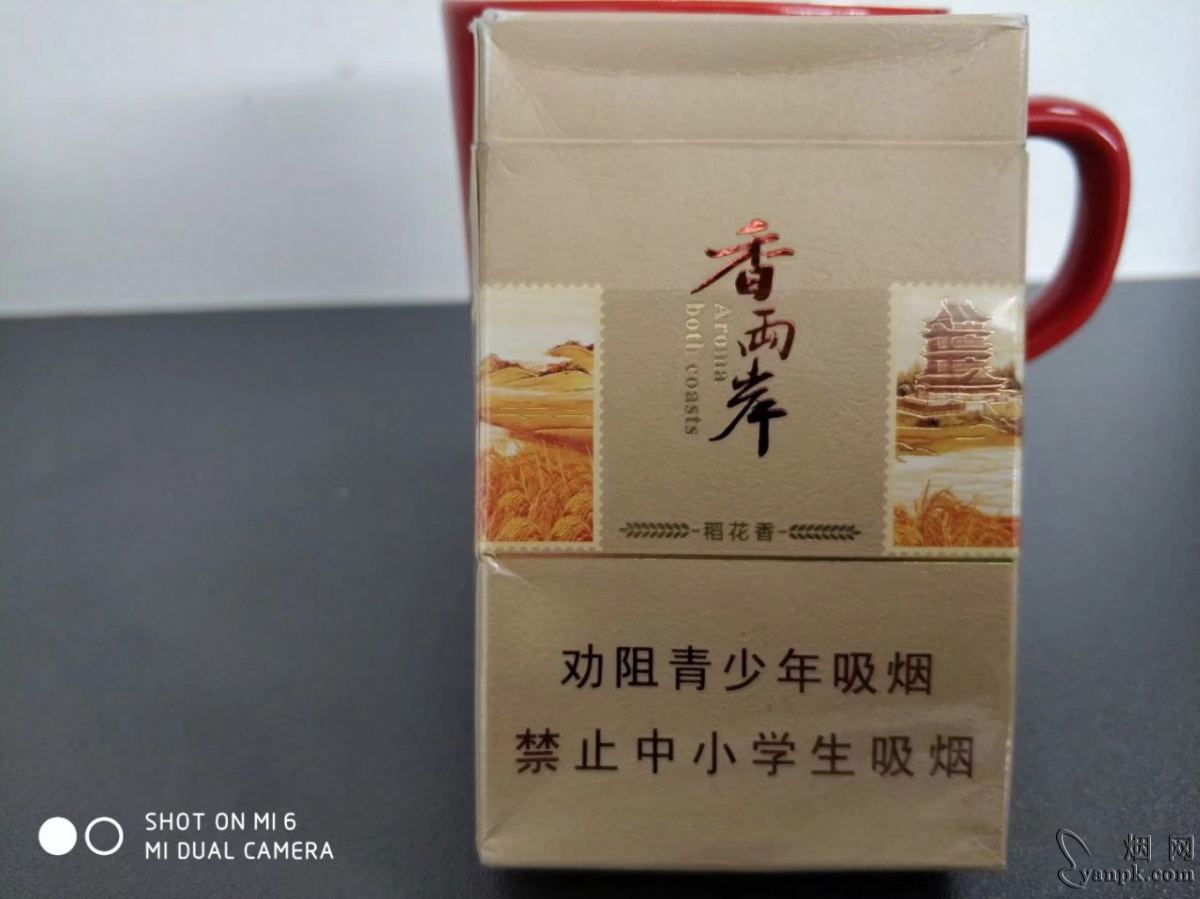 香两岸
Aroma
both coasts
稻花香
劝阻青少年吸烟
禁止中小学生吸烟
SHOT ON MI 6
MI DUAL CAMERA
烟网
yanpk.com